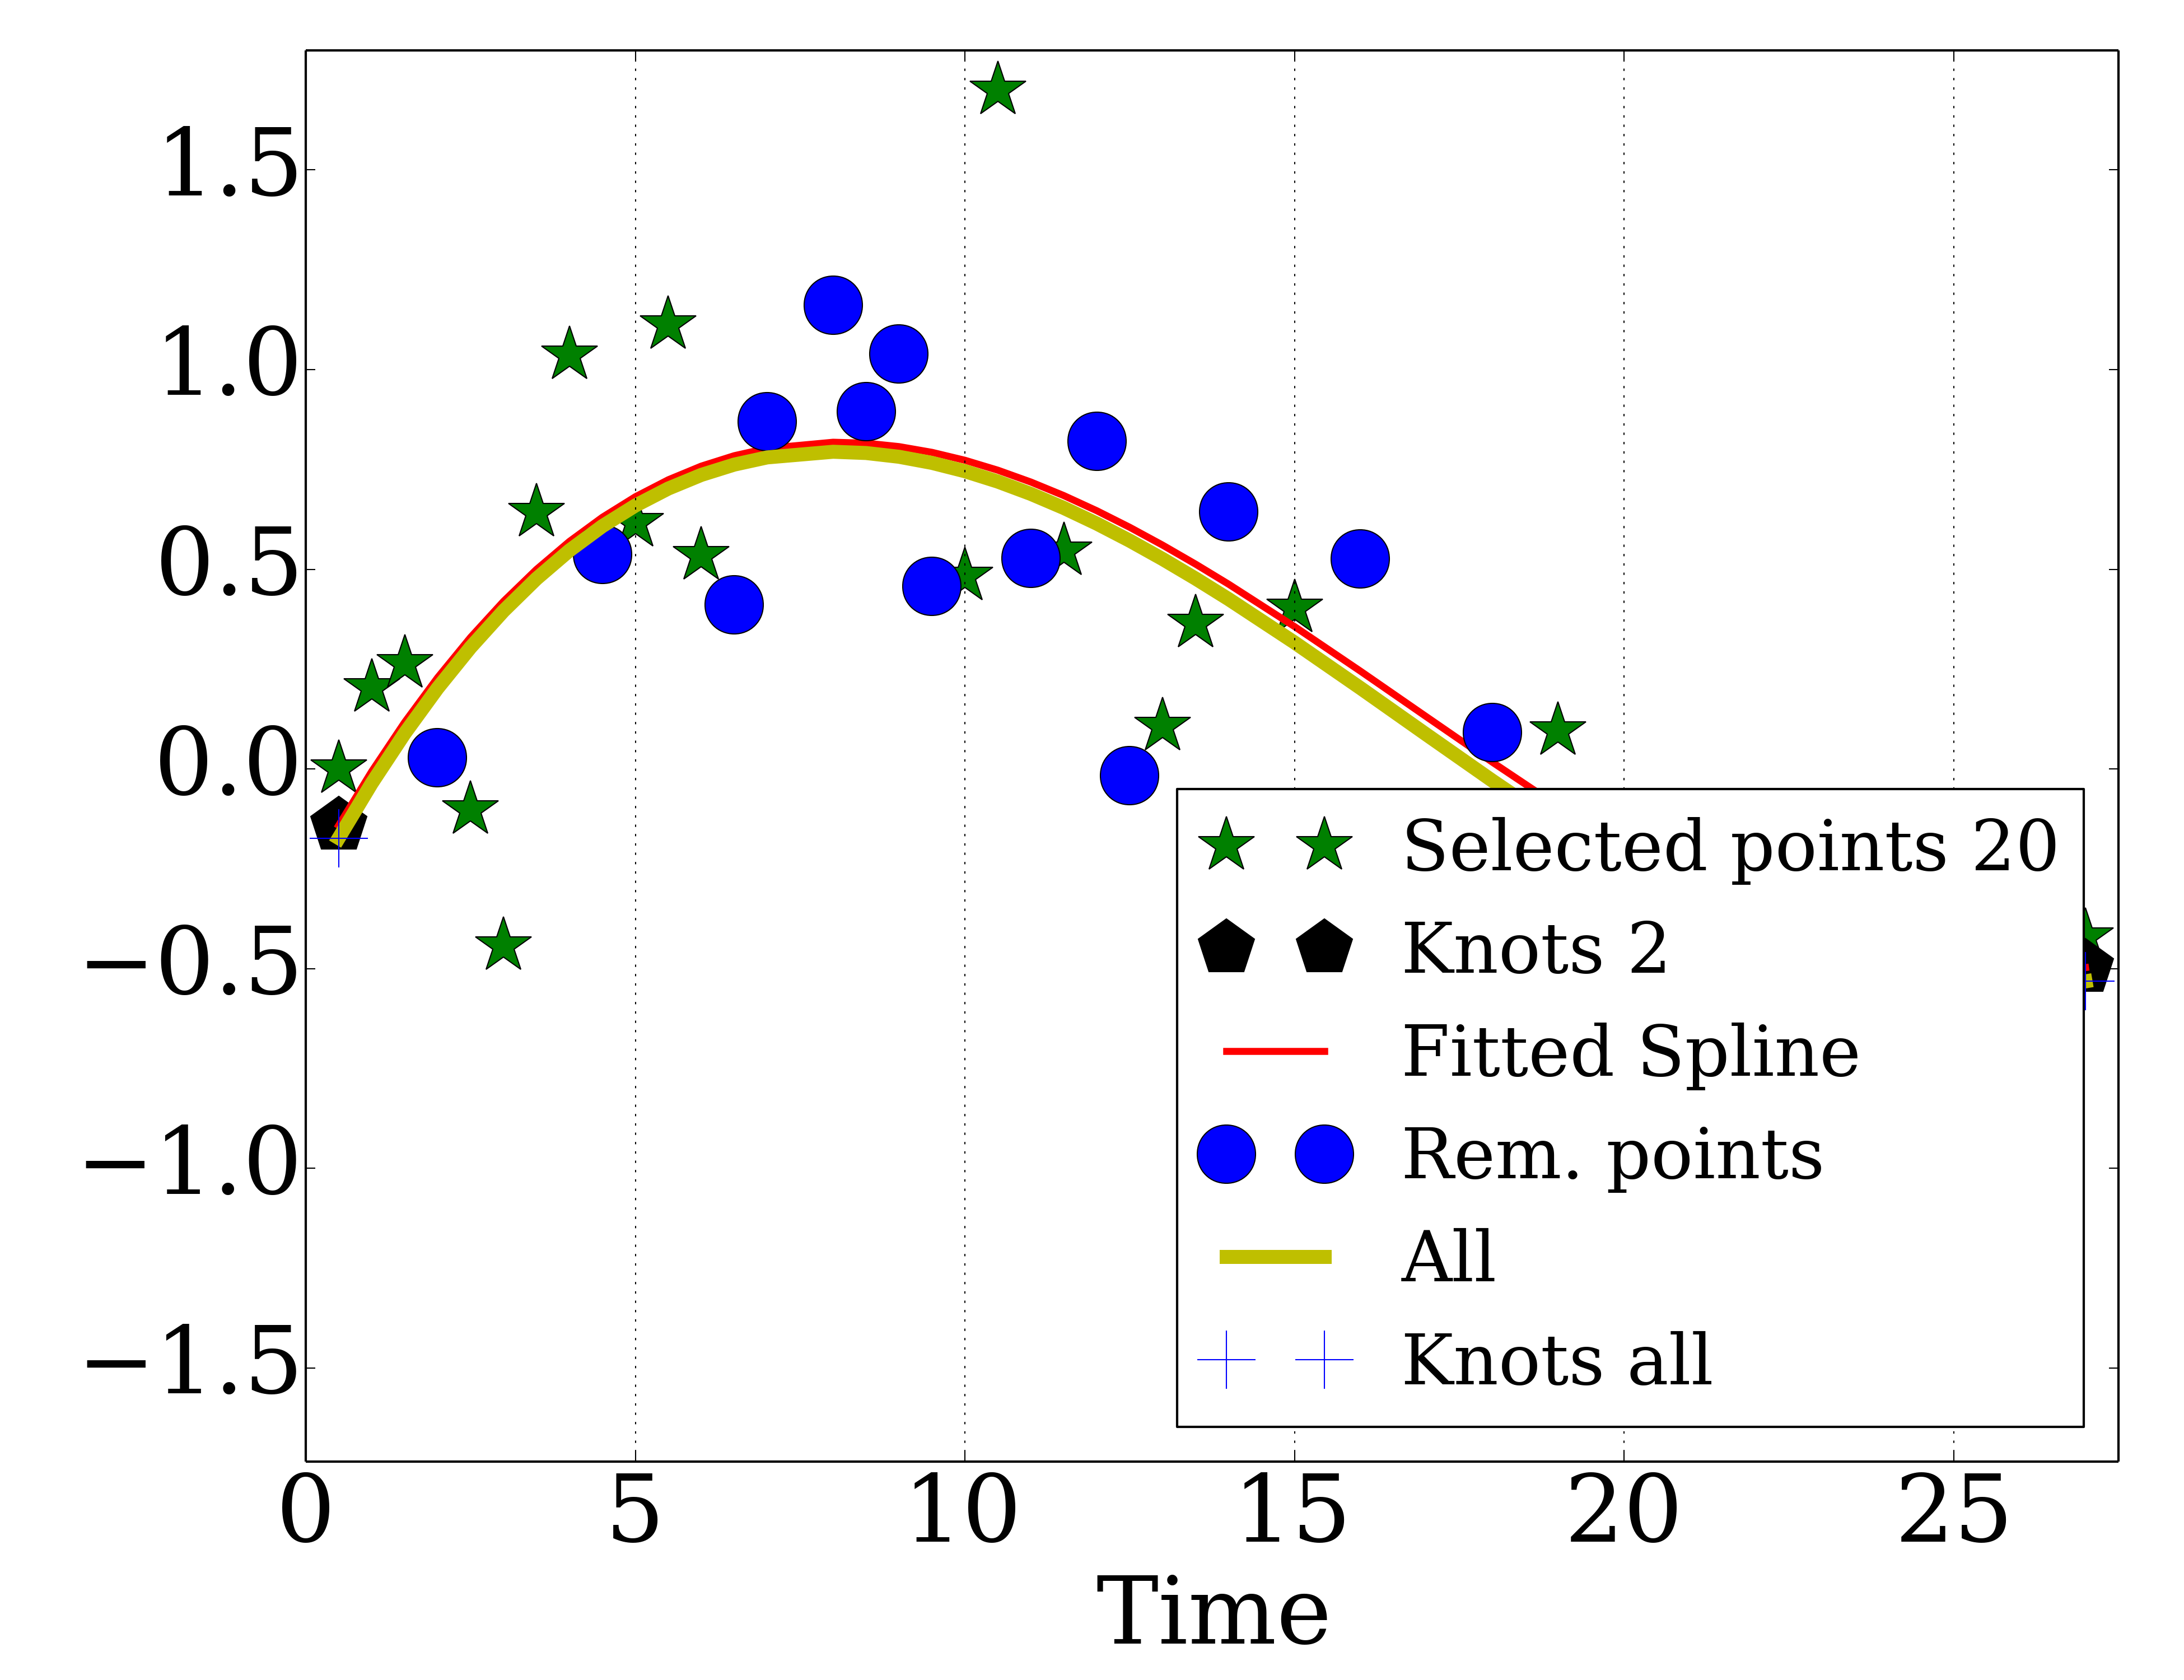 1.5
1.0
0.5
0.0
−0.5
−1.0
−1.5
0 5 10 15 20 25
Time
Selected points 20
Knots 2
Fitted Spline
Rem. points
All
Knots all